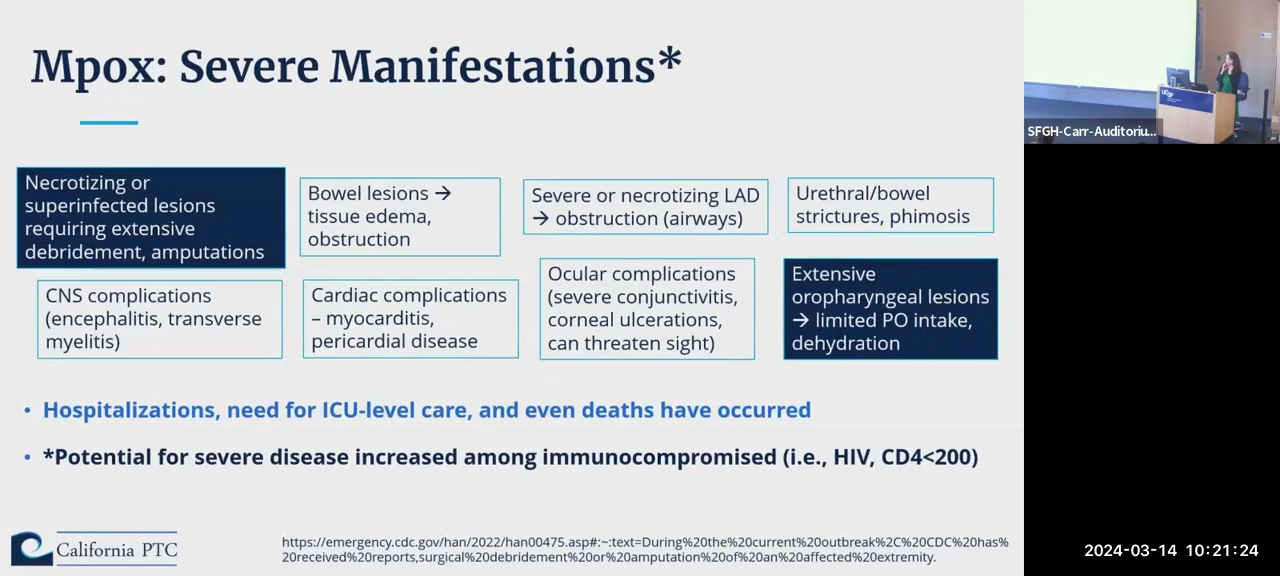 Mpox: Severe Manifestations*
Necrotizing or
superinfected lesions
requiring extensive
debridement, amputations
Bowel lesions →
tissue edema,
obstruction
Severe or necrotizing LAD
→ obstruction (airways)
Urethral/bowel
strictures, phimosis
CNS complications
(encephalitis, transverse
myelitis)
Cardiac complications
– myocarditis,
pericardial disease
Ocular complications
(severe conjunctivitis,
corneal ulcerations,
can threaten sight)
Extensive
oropharyngeal lesions
→ limited PO intake,
dehydration
• Hospitalizations, need for ICU-level care, and even deaths have occurred
• *Potential for severe disease increased among immunocompromised (i.e., HIV, CD4<200)
California PTC
https://emergency.cdc.gov/han/2022/han00475.asp#:~:text=During%20the%20current%20outbreak%2C%20CDC%20has%
20received%20reports,surgical%20debridement%20or%20amputation%20of%20an%20affected%20extremity.
UCSF
SFGH-Carr-Auditoriu...
2024-03-14 10:21:24